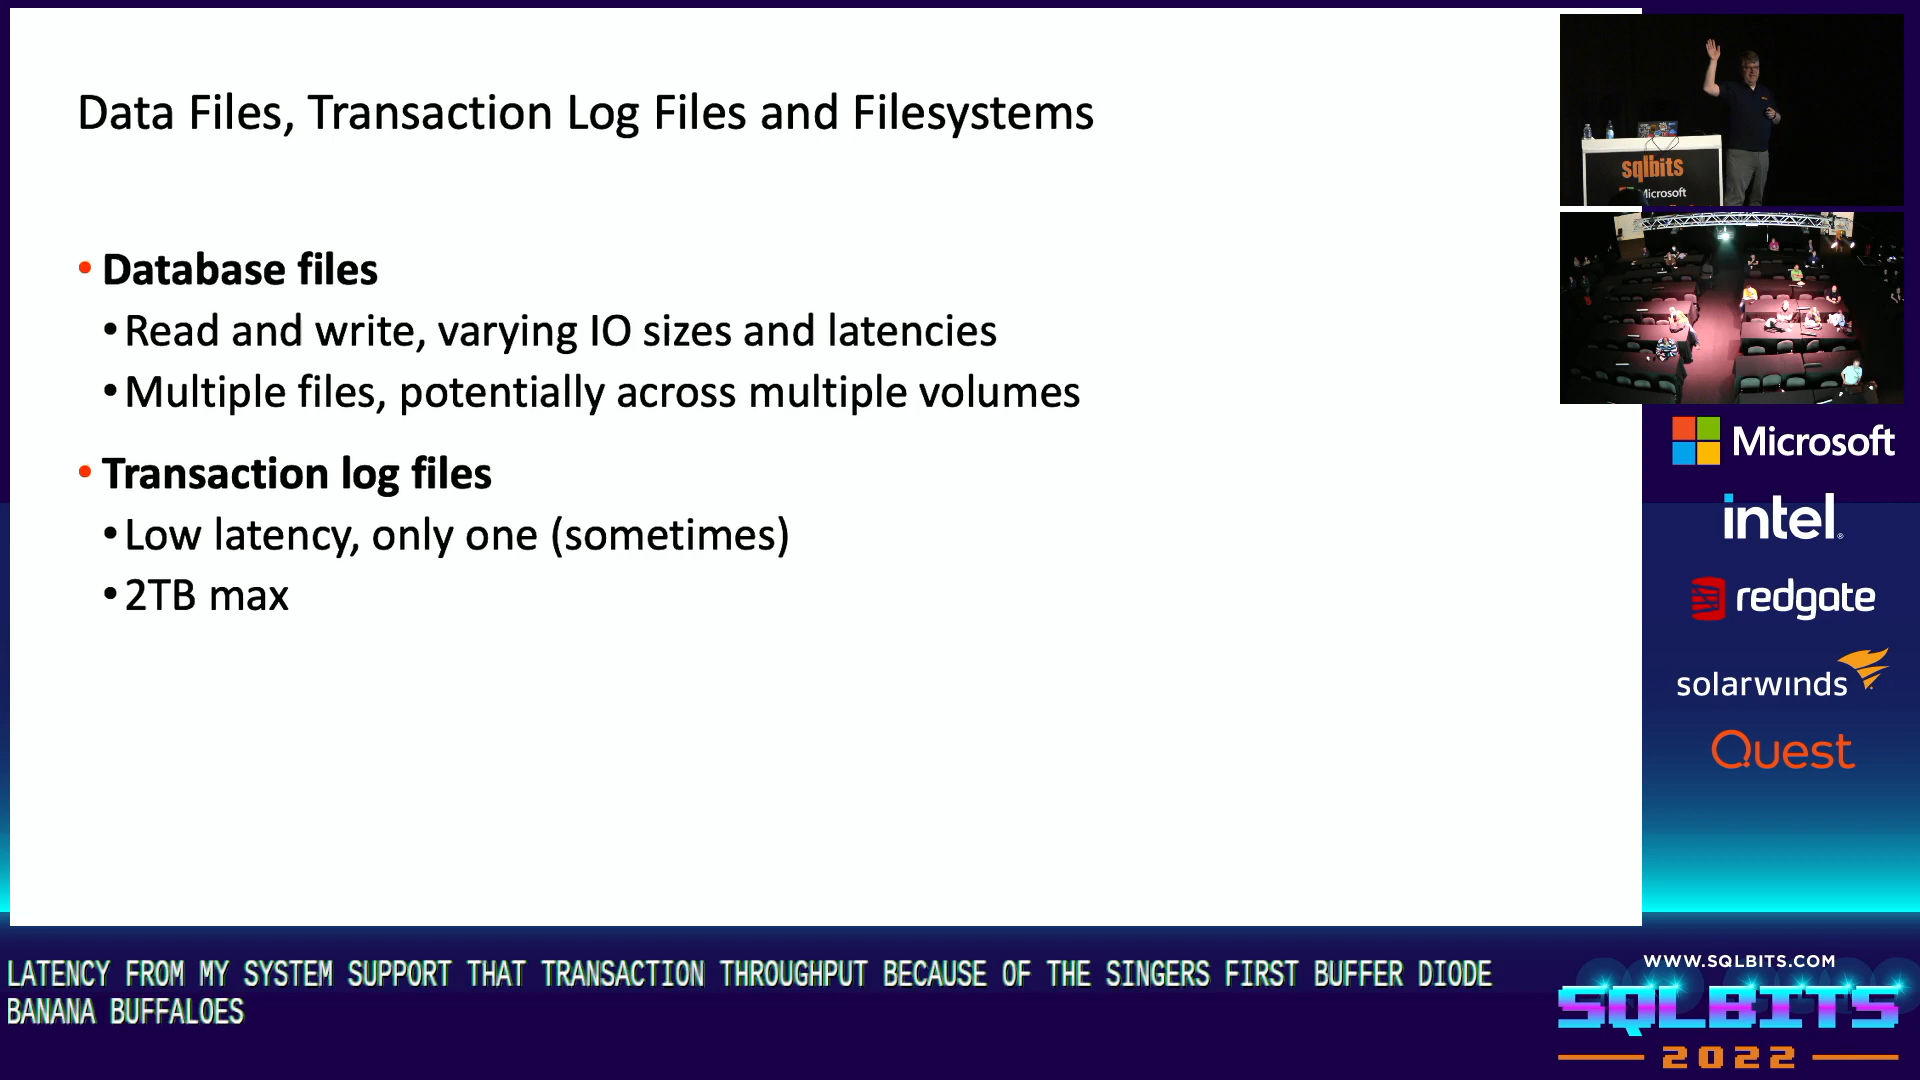 Data Files, Transaction Log Files and Filesystems
• Database files
• Read and write, varying IO sizes and latencies
• Multiple files, potentially across multiple volumes
• Transaction log files
• Low latency, only one (sometimes)
• 2TB max
sqlbits
Microsoft
Microsoft
intel
redgate
solarwinds
Quest
LATENCY FROM MY SYSTEM SUPPORT THAT TRANSACTION THROUGHPUT BECAUSE OF THE SINGERS FIRST BUFFER DIODE
BANANA BUFFALOES
WWW.SQLBITS.COM
SQLBITS
2022